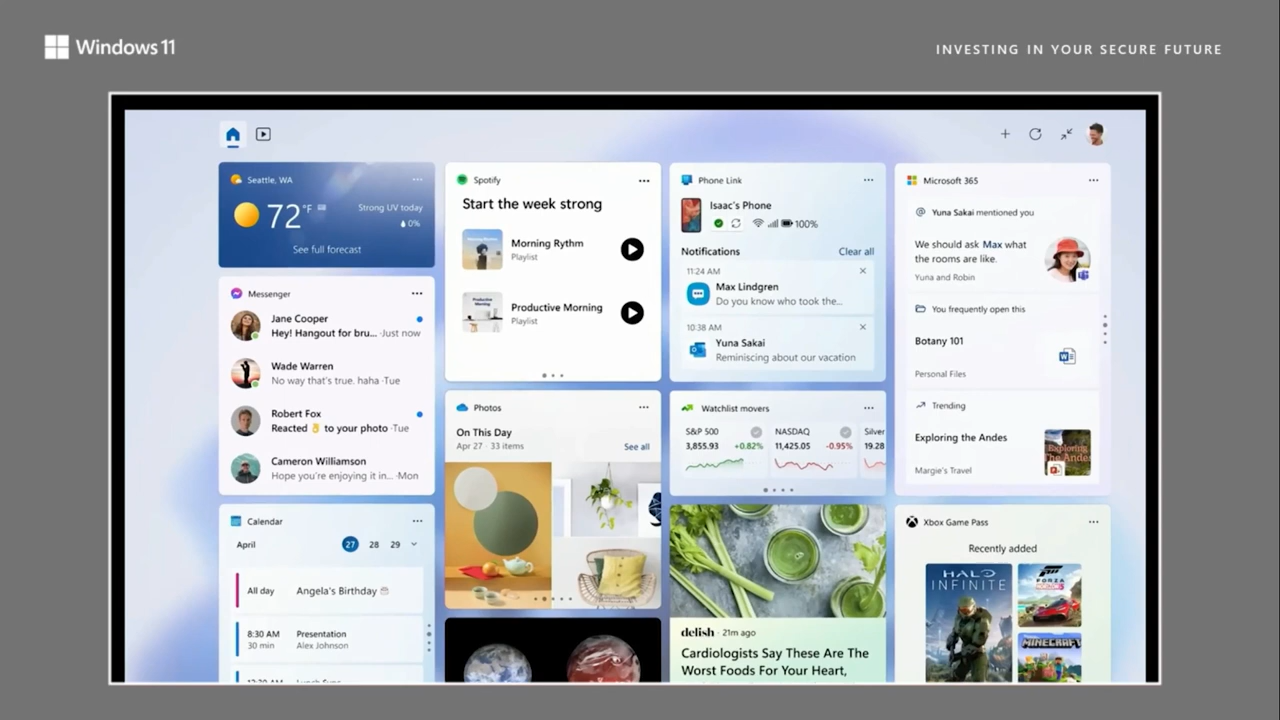 Windows 11
INVESTING IN YOUR SECURE FUTURE
Seattle, WA
72 °F
Strong UV today
0%
See full forecast
Messenger
Jane Cooper
Hey! Hangout for bru... · Just now
Wade Warren
No way that's true. haha · Tue
Robert Fox
Reacted 👌 to your photo · Tue
Cameron Williamson
Hope you're enjoying it in... · Mon
Calendar
April
27 28 29
All day Angela's Birthday
8:30 AM Presentation
30 min Alex Johnson
Spotify
Start the week strong
Morning Rythm
Playlist
Productive Morning
Playlist
Photos
On This Day
Apr 27 · 33 items
See all
Phone Link
Isaac's Phone
100%
Notifications Clear all
11:24 AM
Max Lindgren
Do you know who took the...
10:38 AM
Yuna Sakai
Reminiscing about our vacation
Watchlist movers
S&P 500 NASDAQ Silver
3,855.93 +0.82% 11,425.05 -0.95% 19.28
delish · 21m ago
Cardiologists Say These Are The
Worst Foods For Your Heart,
Microsoft 365
Yuna Sakai mentioned you
We should ask Max what
the rooms are like.
Yuna and Robin
You frequently open this
Botany 101
Personal Files
Trending
Exploring the Andes
Margie's Travel
Exploring
The Andes
Xbox Game Pass
Recently added
HALO
INFINITE
FORZA
MINECRAFT